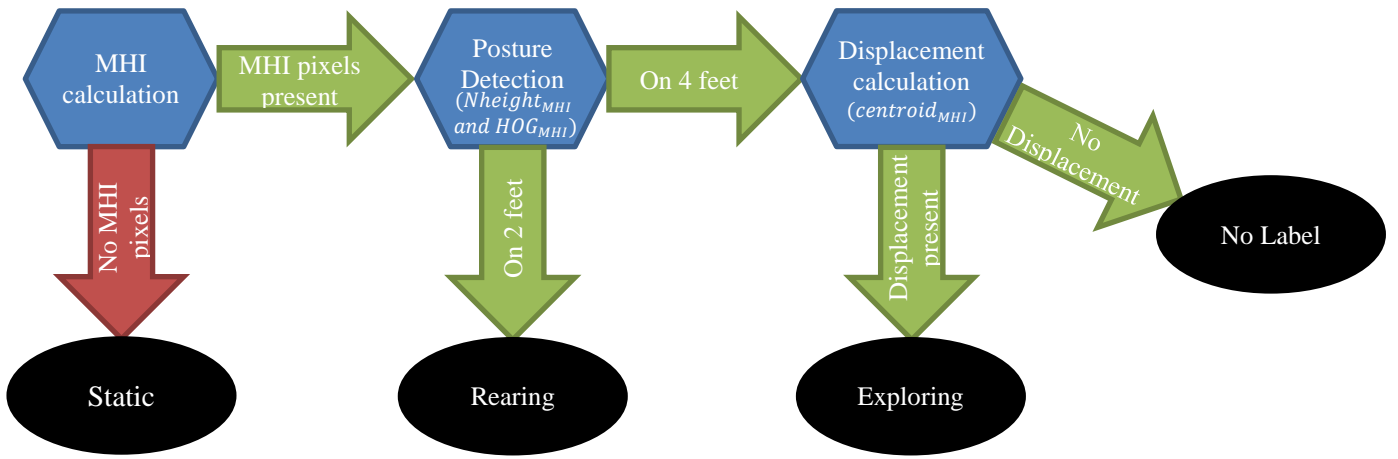 MHI
calculation
MHI pixels
present
Posture
Detection
(Nheight_MHI
and HOG_MHI)
On 4 feet
Displacement
calculation
(centroid_MHI)
No
Displacement
No MHI
pixels
On 2 feet
Displacement
present
No Label
Static
Rearing
Exploring